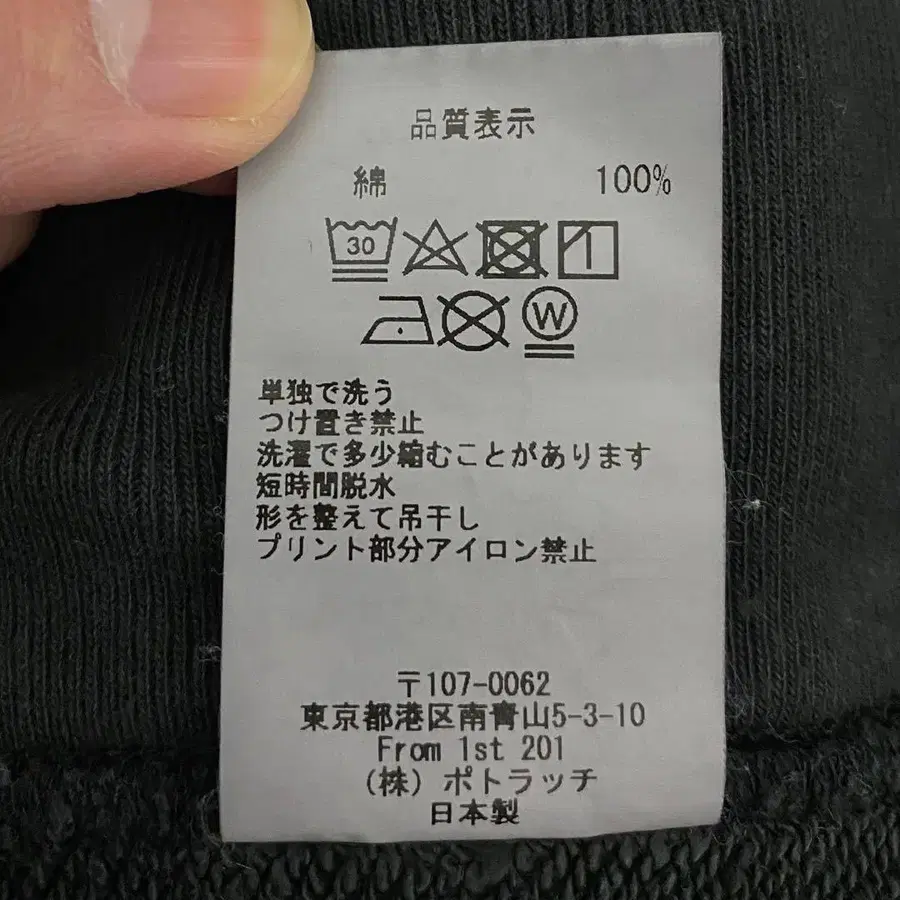 品質表示
綿 100%
30
W
単独で洗う
つけ置き禁止
洗濯で多少縮むことがあります
短時間脱水
形を整えて吊干し
プリント部分アイロン禁止
〒107-0062
東京都港区南青山5-3-10
From 1st 201
(株) ポトラッチ
日本製